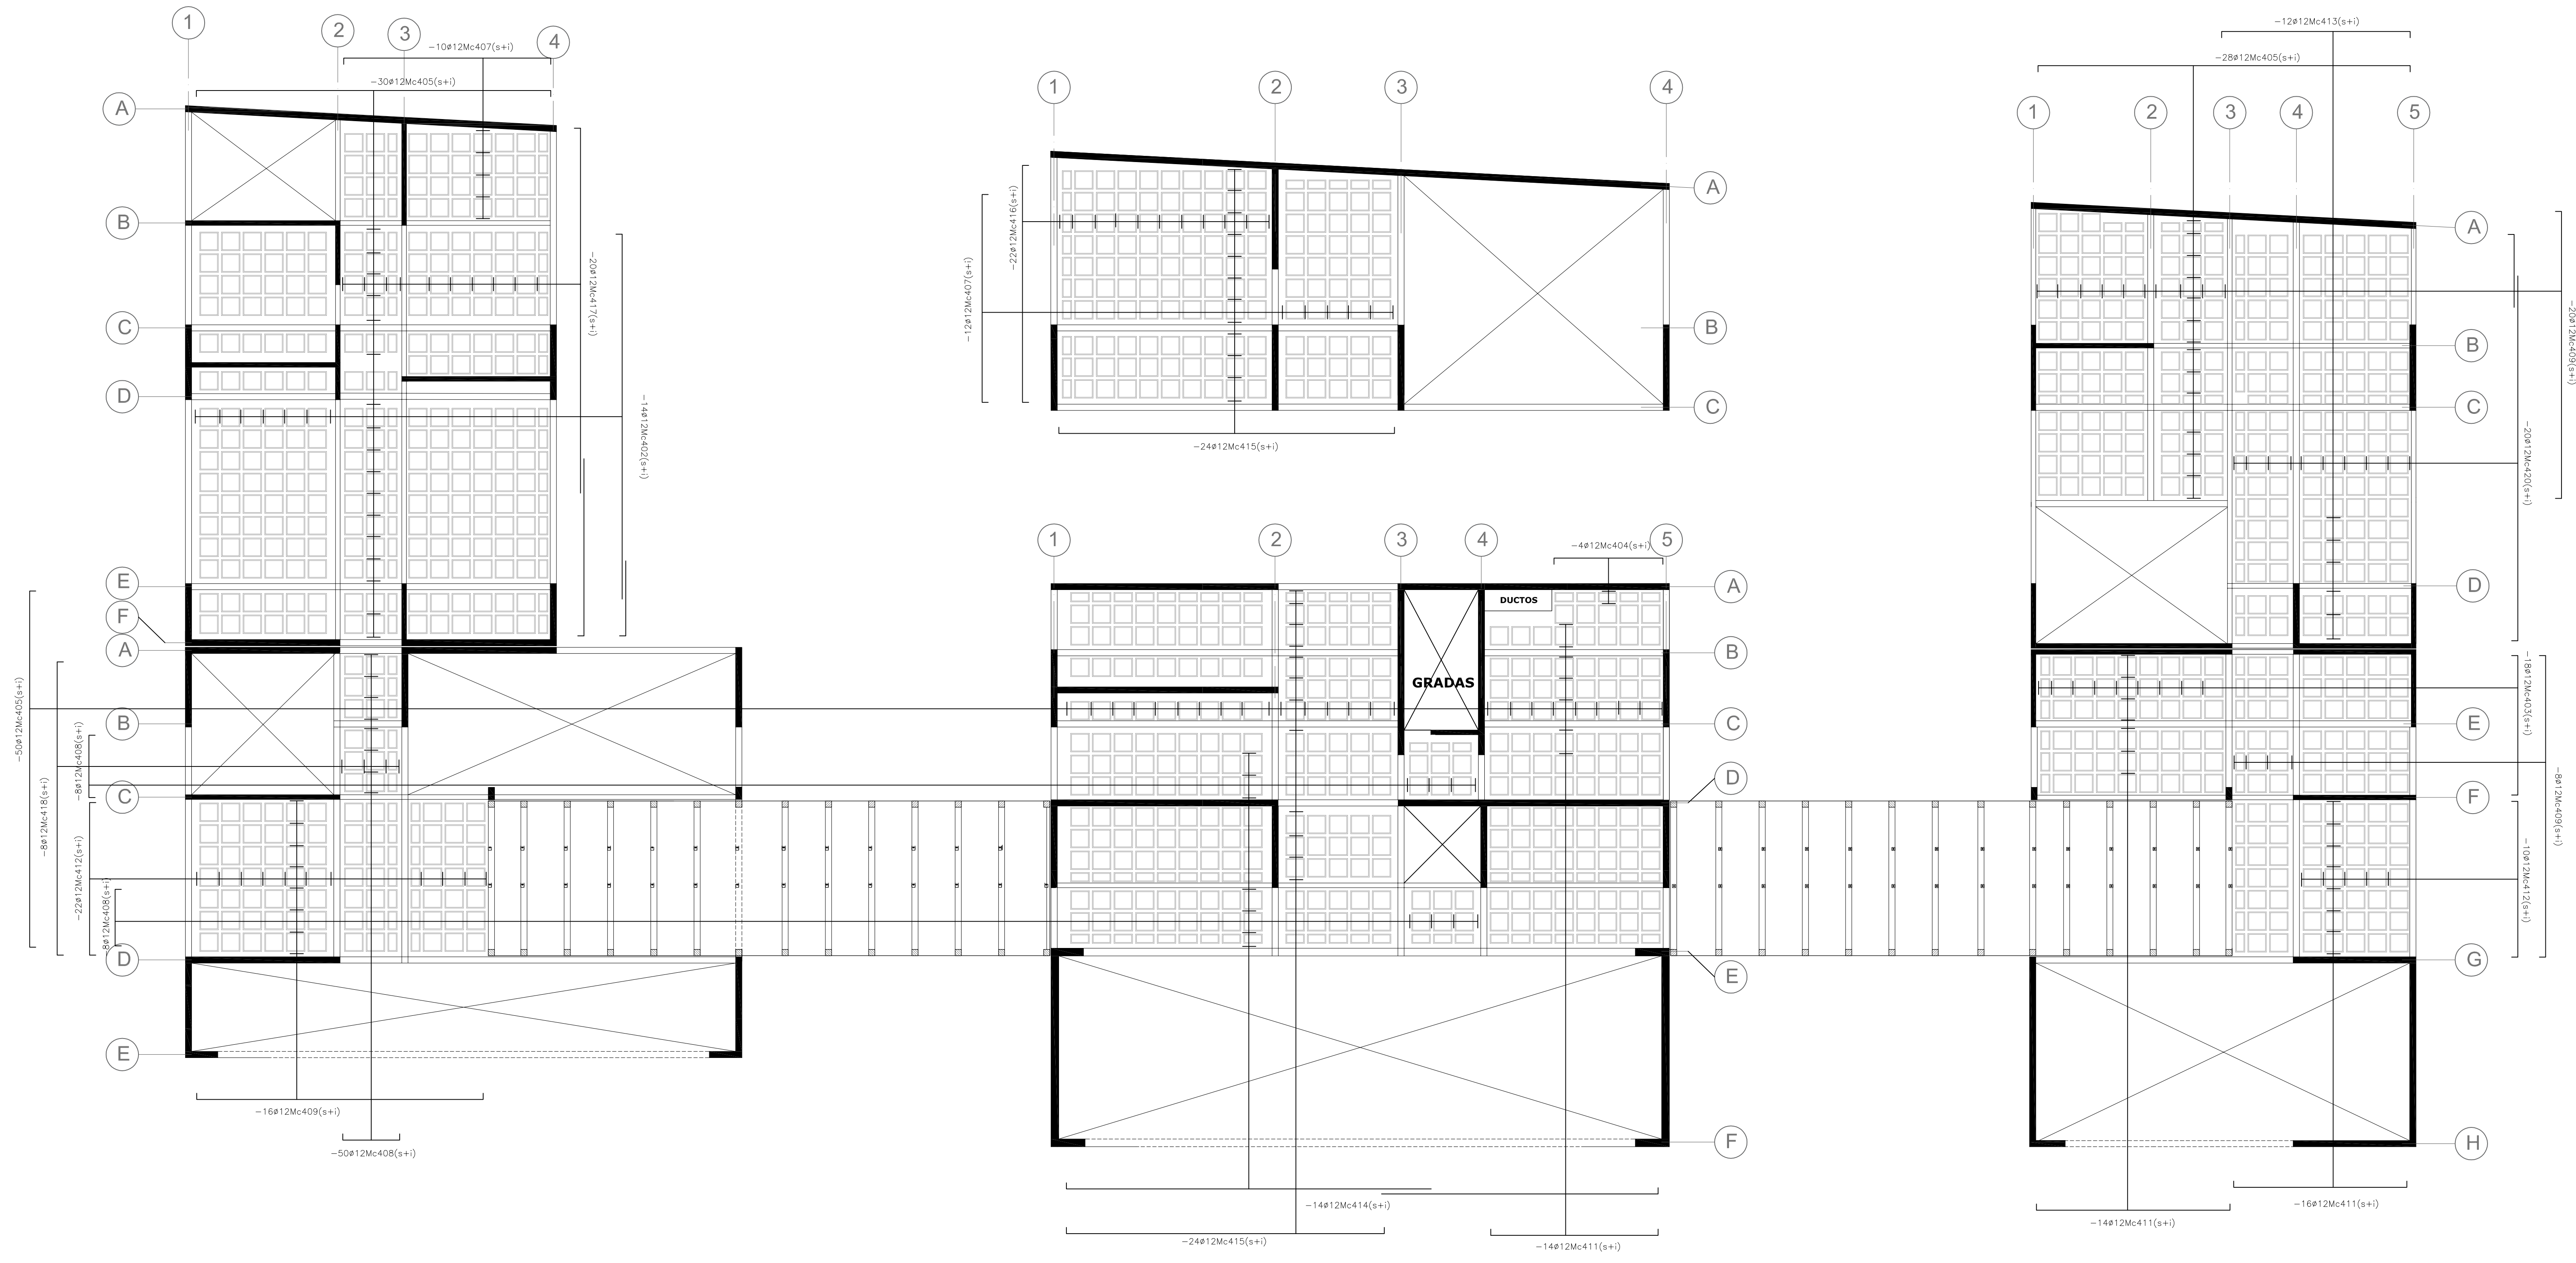 1
2
3
4
-10ø12Mc407(s+i)
-30ø12Mc405(s+i)
A
B
C
D
E
F
-20ø12Mc417(s+i)
-14ø12Mc402(s+i)
A
B
C
D
E
-50ø12Mc405(s+i)
-8ø12Mc418(s+i)
-8ø12Mc408(s+i)
-22ø12Mc412(s+i)
-8ø12Mc408(s+i)
-16ø12Mc409(s+i)
-50ø12Mc408(s+i)
1
2
3
4
A
B
C
-22ø12Mc416(s+i)
-12ø12Mc407(s+i)
-24ø12Mc415(s+i)
1
2
3
4
5
-4ø12Mc404(s+i)
DUCTOS
GRADAS
A
B
C
D
E
F
-14ø12Mc414(s+i)
-24ø12Mc415(s+i)
-14ø12Mc411(s+i)
-12ø12Mc413(s+i)
-28ø12Mc405(s+i)
1
2
3
4
5
A
B
C
D
E
F
G
H
-20ø12Mc409(s+i)
-20ø12Mc420(s+i)
-18ø12Mc403(s+i)
-8ø12Mc409(s+i)
-10ø12Mc412(s+i)
-16ø12Mc411(s+i)
-14ø12Mc411(s+i)